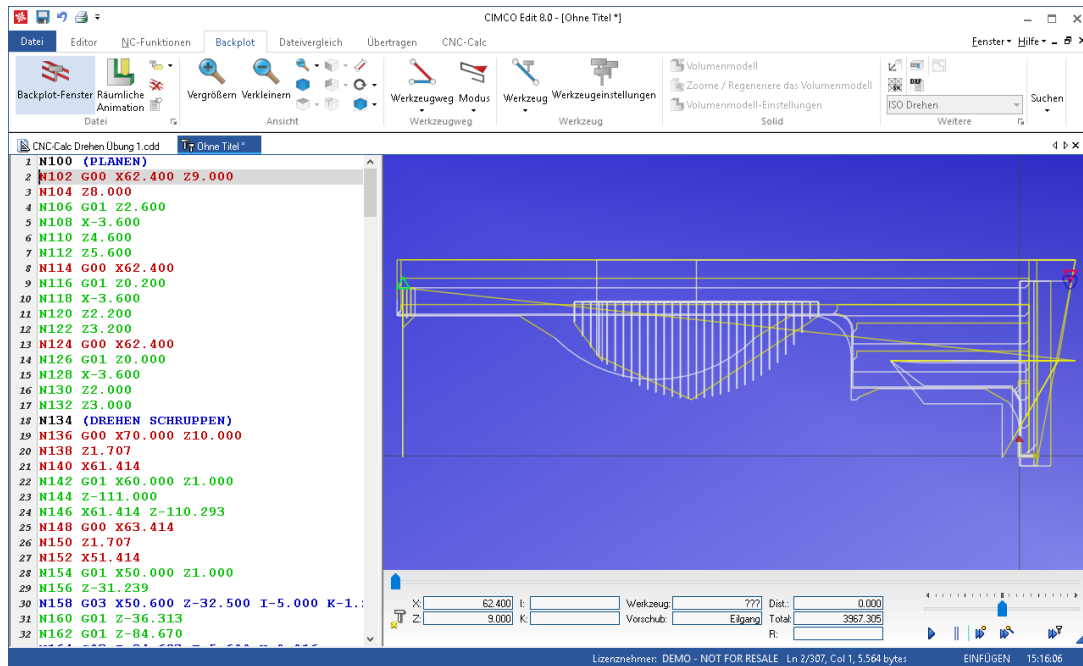 CIMCO Edit 8.0 - [Ohne Titel *]
Datei Editor NC-Funktionen Backplot Dateivergleich Übertragen CNC-Calc Fenster Hilfe
Backplot-Fenster Räumliche Animation
Datei
Vergrößern Verkleinern
Ansicht
Werkzeugweg Modus
Werkzeugweg
Werkzeug Werkzeugeinstellungen
Werkzeug
Volumenmodell
Zoome / Regeneriere das Volumenmodell
Volumenmodell-Einstellungen
Solid
DXF
ISO Drehen
Weitere
Suchen
CNC-Calc Drehen Übung 1.cdd Ohne Titel *
1 N100 (PLANEN)
2 N102 G00 X62.400 Z9.000
3 N104 Z8.000
4 N106 G01 Z2.600
5 N108 X-3.600
6 N110 Z4.600
7 N112 Z5.600
8 N114 G00 X62.400
9 N116 G01 Z0.200
10 N118 X-3.600
11 N120 Z2.200
12 N122 Z3.200
13 N124 G00 X62.400
14 N126 G01 Z0.000
15 N128 X-3.600
16 N130 Z2.000
17 N132 Z3.000
18 N134 (DREHEN SCHRUPPEN)
19 N136 G00 X70.000 Z10.000
20 N138 Z1.707
21 N140 X61.414
22 N142 G01 X60.000 Z1.000
23 N144 Z-111.000
24 N146 X61.414 Z-110.293
25 N148 G00 X63.414
26 N150 Z1.707
27 N152 X51.414
28 N154 G01 X50.000 Z1.000
29 N156 Z-31.239
30 N158 G03 X50.600 Z-32.500 I-5.000 K-1.
31 N160 G01 Z-36.313
32 N162 G01 Z-84.670
X: 62.400 I: Werkzeug: ??? Dist.: 0.000
Z: 9.000 K: Vorschub: Eilgang Total: 3967.305
R:
Lizenznehmer: DEMO - NOT FOR RESALE Ln 2/307, Col 1, 5.564 bytes EINFÜGEN 15:16:06